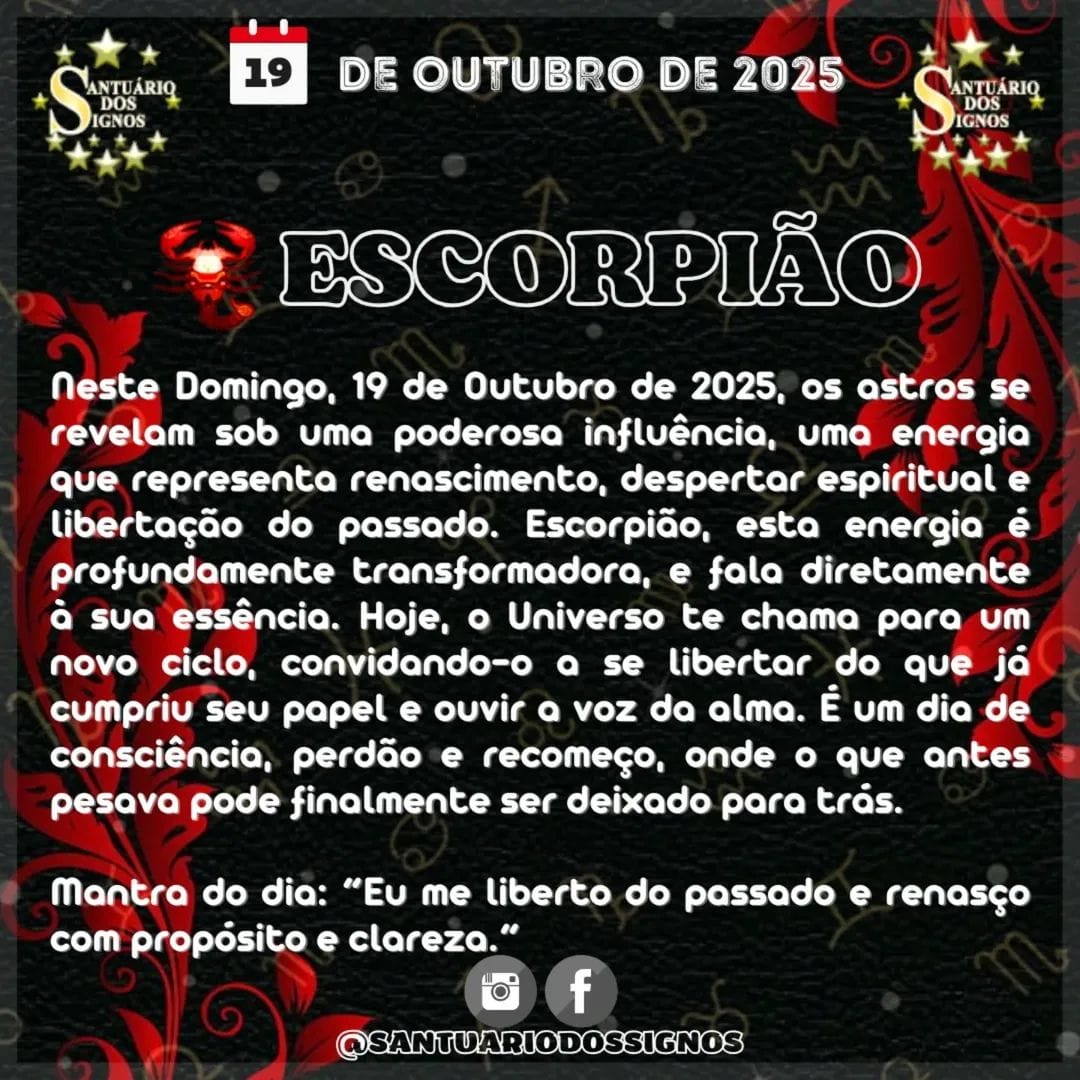 19 DE OUTUBRO DE 2025
SANTUÁRIO
DOS
SIGNOS
SANTUÁRIO
DOS
SIGNOS
ESCORPIÃO
Neste Domingo, 19 de Outubro de 2025, os astros se
revelam sob uma poderosa influência, uma energia
que representa renascimento, despertar espiritual e
libertação do passado. Escorpião, esta energia é
profundamente transformadora, e fala diretamente
à sua essência. Hoje, o Universo te chama para um
novo ciclo, convidando-o a se libertar do que já
cumpriu seu papel e ouvir a voz da alma. É um dia de
consciência, perdão e recomeço, onde o que antes
pesava pode finalmente ser deixado para trás.
Mantra do dia: “Eu me liberto do passado e renasço
com propósito e clareza.”
@SANTUARIODOSSIGNOS